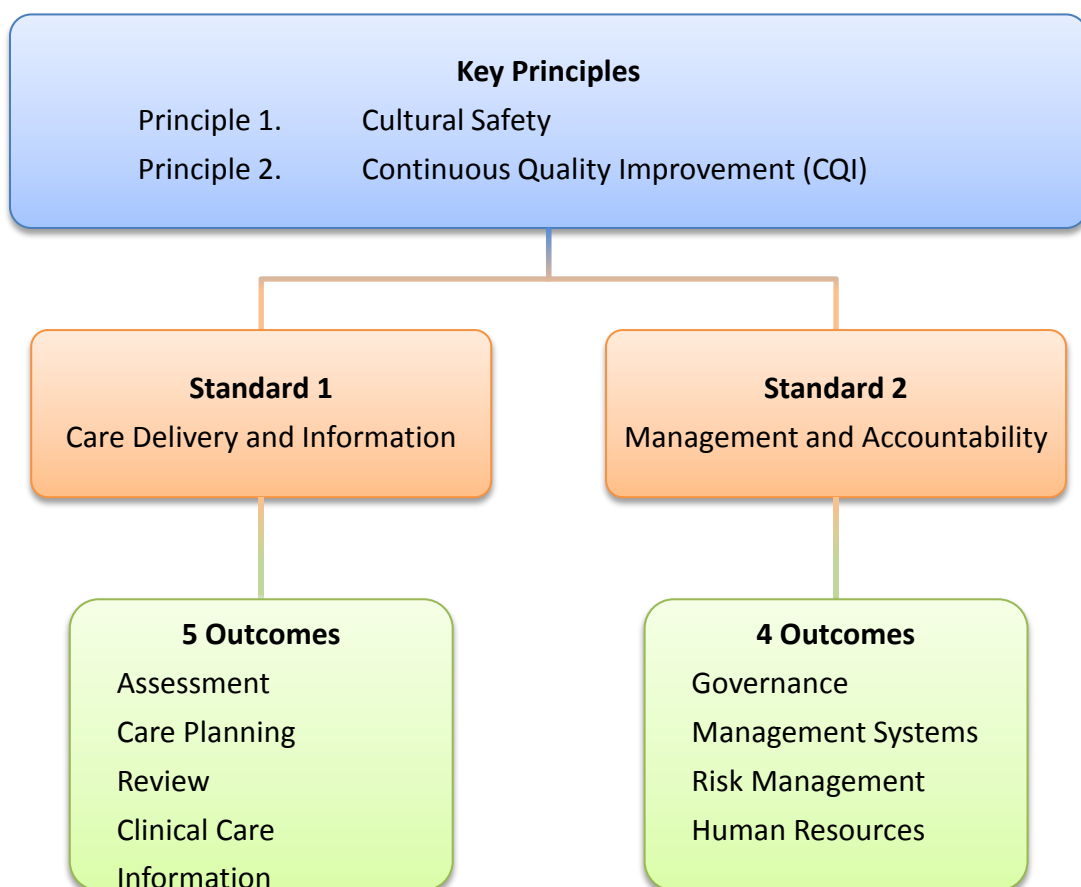 Key Principles
Principle 1. Cultural Safety
Principle 2. Continuous Quality Improvement (CQI)
Standard 1
Care Delivery and Information
Standard 2
Management and Accountability
5 Outcomes
Assessment
Care Planning
Review
Clinical Care
Information
4 Outcomes
Governance
Management Systems
Risk Management
Human Resources